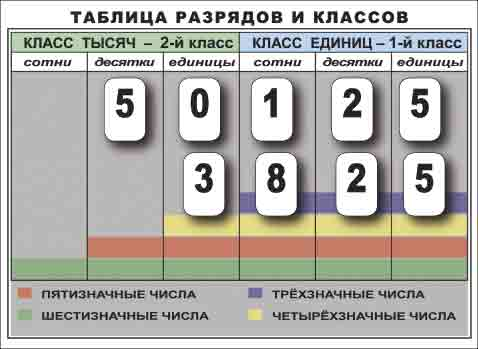 ТАБЛИЦА РАЗРЯДОВ И КЛАССОВ
КЛАСС ТЫСЯЧ – 2-й класс КЛАСС ЕДИНИЦ – 1-й класс
сотни десятки единицы сотни десятки единицы
5 0 1 2 5
3 8 2 5
ПЯТИЗНАЧНЫЕ ЧИСЛА ТРЁХЗНАЧНЫЕ ЧИСЛА
ШЕСТИЗНАЧНЫЕ ЧИСЛА ЧЕТЫРЁХЗНАЧНЫЕ ЧИСЛА